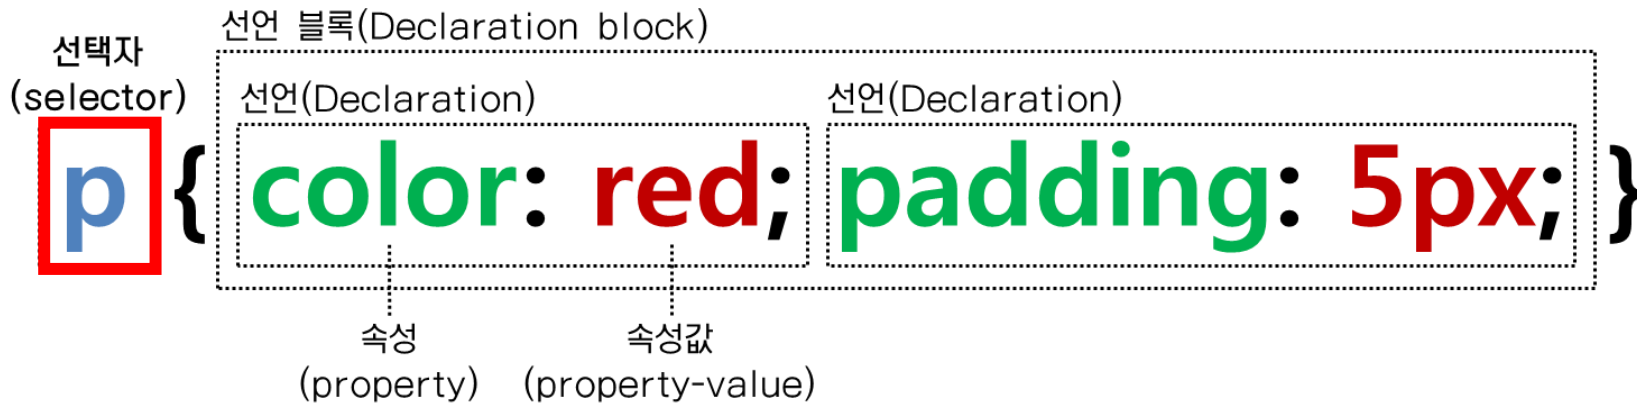 선언 블록(Declaration block)
선택자
(selector)
선언(Declaration) 선언(Declaration)
p { color: red; padding: 5px; }
속성 속성값
(property) (property-value)